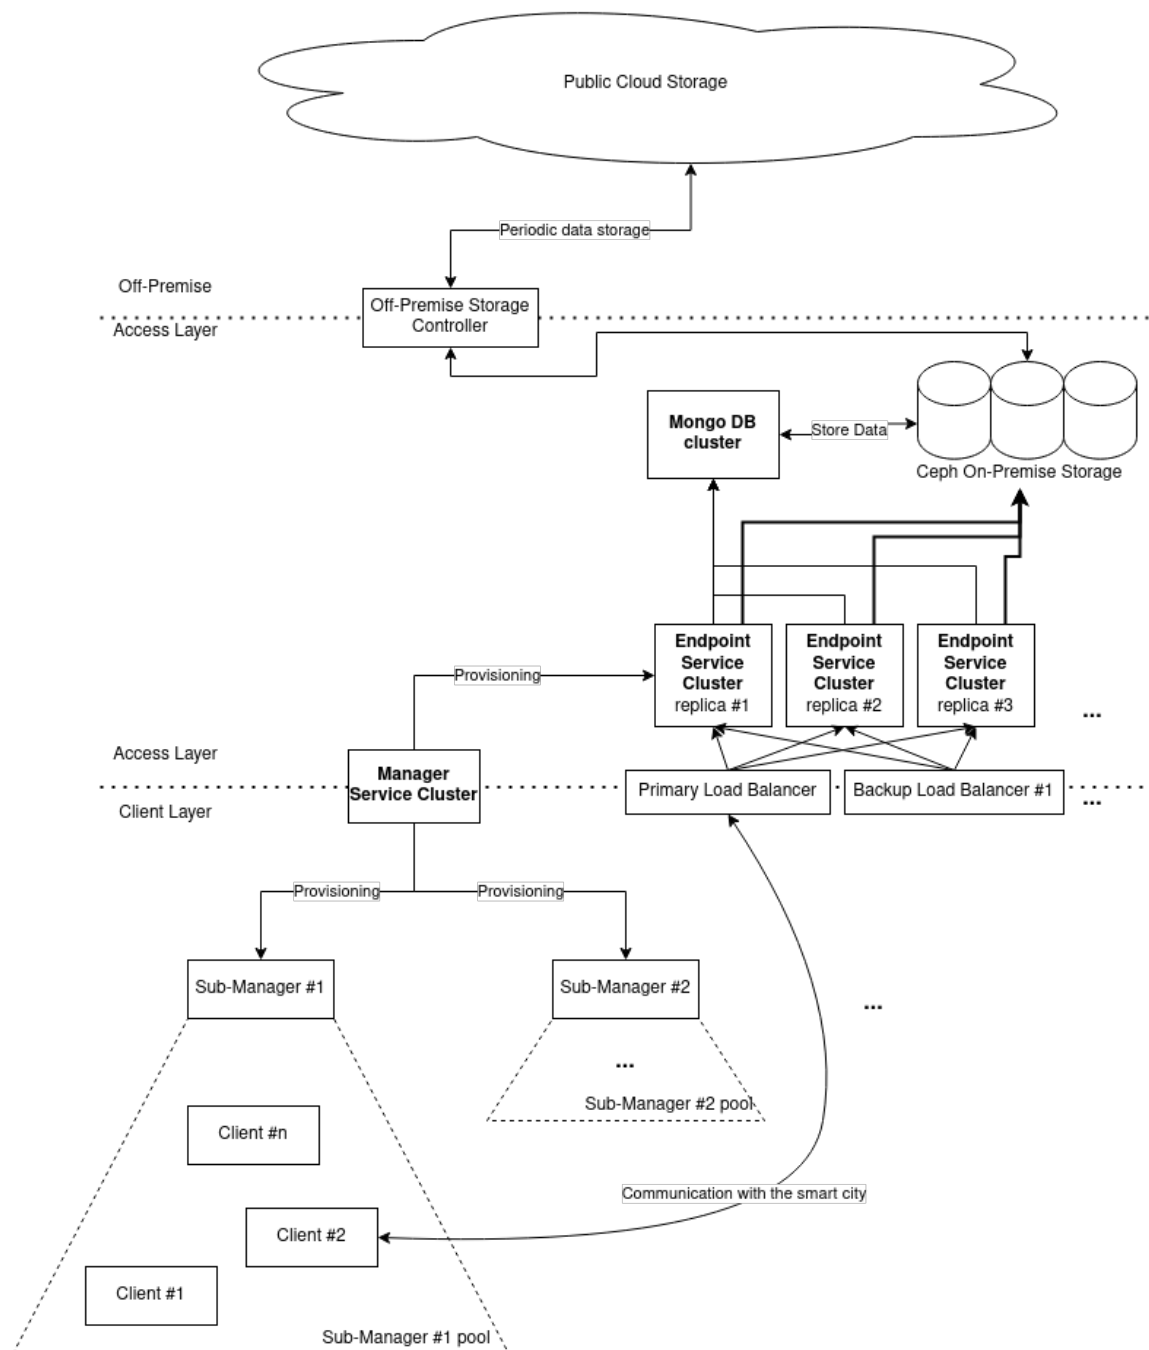 Public Cloud Storage
Periodic data storage
Off-Premise
Off-Premise Storage
Controller
Access Layer
Mongo DB
cluster
Store Data
Ceph On-Premise Storage
Endpoint
Service
Cluster
replica #1
Endpoint
Service
Cluster
replica #2
Endpoint
Service
Cluster
replica #3
...
Provisioning
Access Layer
Manager
Service Cluster
Primary Load Balancer
Backup Load Balancer #1
...
Client Layer
Provisioning
Provisioning
Sub-Manager #1
Sub-Manager #2
...
...
Sub-Manager #2 pool
Client #n
Communication with the smart city
Client #2
Client #1
Sub-Manager #1 pool